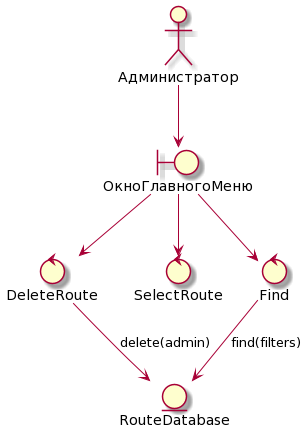 Администратор
ОкноГлавногоМеню
DeleteRoute
SelectRoute
Find
delete(admin)
find(filters)
RouteDatabase